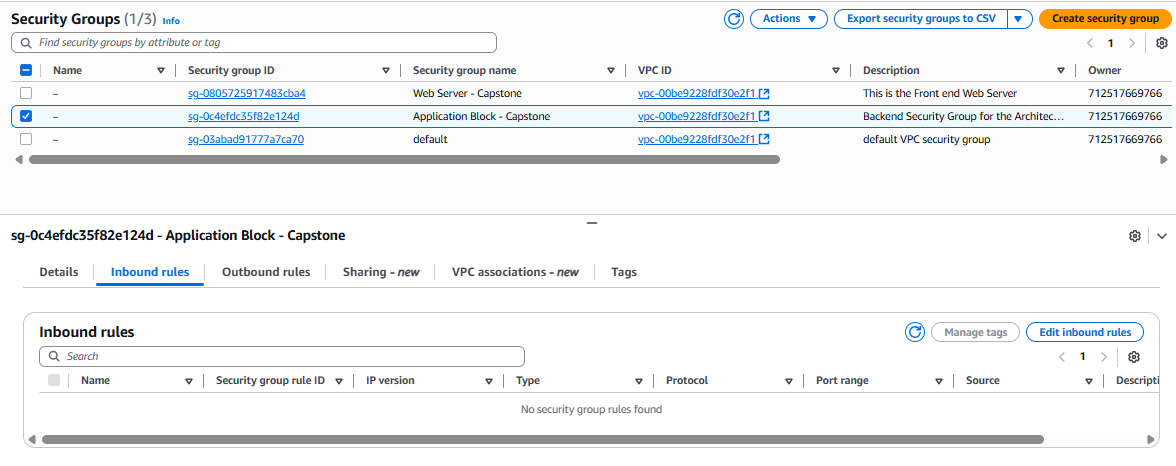 Security Groups (1/3) Info Actions Export security groups to CSV Create security group
Find security groups by attribute or tag 1
Name Security group ID Security group name VPC ID Description Owner
– sg-0805725917483cba4 Web Server - Capstone vpc-00be9228fdf30e2f1 This is the Front end Web Server 712517669766
– sg-0c4efdc35f82e124d Application Block - Capstone vpc-00be9228fdf30e2f1 Backend Security Group for the Architec... 712517669766
– sg-03abad91777a7ca70 default vpc-00be9228fdf30e2f1 default VPC security group 712517669766
sg-0c4efdc35f82e124d - Application Block - Capstone
Details Inbound rules Outbound rules Sharing - new VPC associations - new Tags
Inbound rules Manage tags Edit inbound rules
Search 1
Name Security group rule ID IP version Type Protocol Port range Source Descripti
No security group rules found